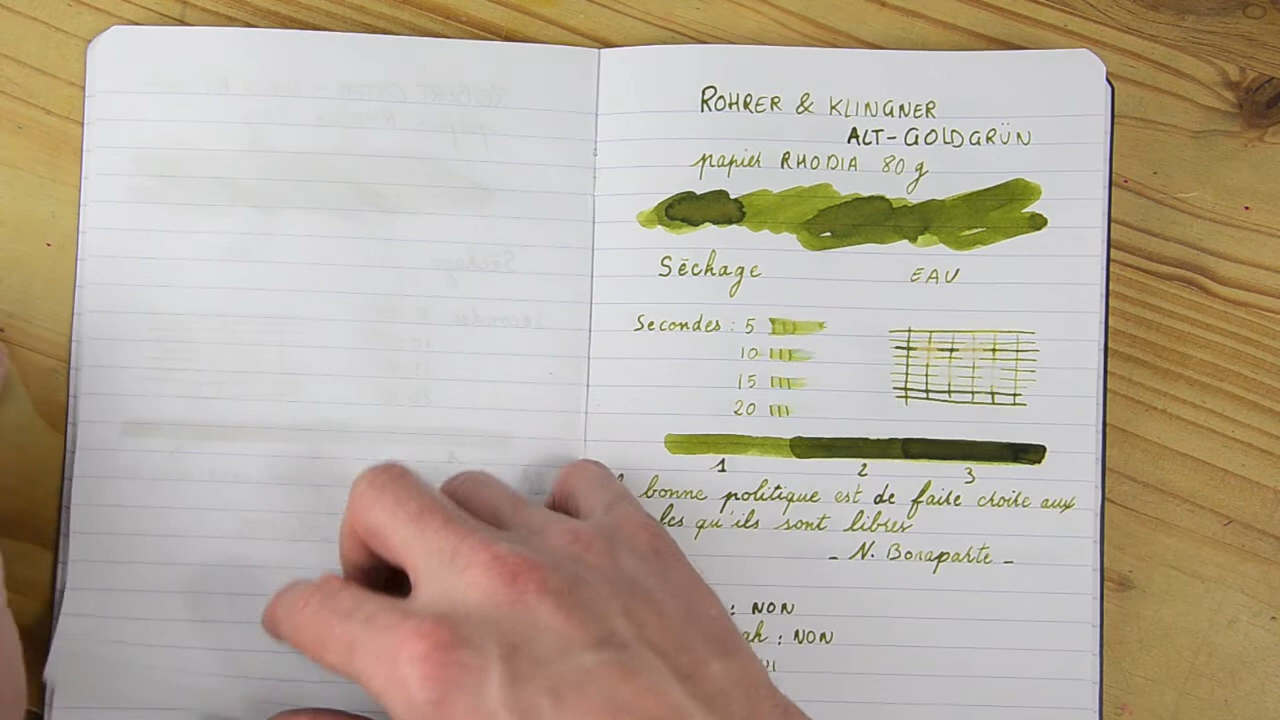 ROHRER & KLINGNER
ALT-GOLDGRÜN
papier RHODIA 80 g
Séchage
EAU
Secondes : 5
10
15
20
1 2 3
bonne politique est de faire croire aux
qu'ils sont libres
- N. Bonaparte -
: NON
: NON